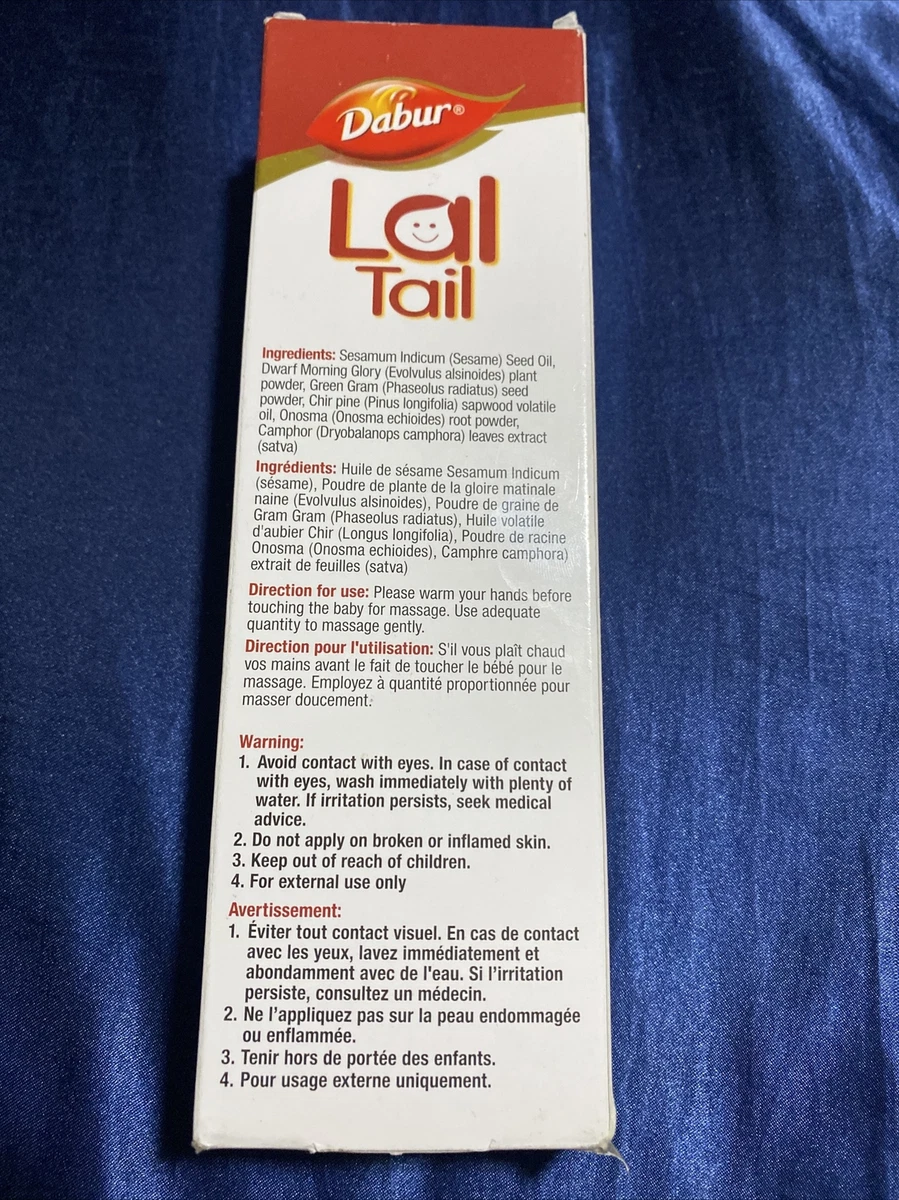 Dabur®
Lal
Tail
Ingredients: Sesamum Indicum (Sesame) Seed Oil,
Dwarf Morning Glory (Evolvulus alsinoides) plant
powder, Green Gram (Phaseolus radiatus) seed
powder, Chir pine (Pinus longifolia) sapwood volatile
oil, Onosma (Onosma echioides) root powder,
Camphor (Dryobalanops camphora) leaves extract
(satva)
Ingrédients: Huile de sésame Sesamum Indicum
(sésame), Poudre de plante de la gloire matinale
naine (Evolvulus alsinoides), Poudre de graine de
Gram Gram (Phaseolus radiatus), Huile volatile
d'aubier Chir (Longus longifolia), Poudre de racine
Onosma (Onosma echioides), Camphre camphora)
extrait de feuilles (satva)
Direction for use: Please warm your hands before
touching the baby for massage. Use adequate
quantity to massage gently.
Direction pour l'utilisation: S'il vous plaît chaud
vos mains avant le fait de toucher le bébé pour le
massage. Employez à quantité proportionnée pour
masser doucement.
Warning:
1. Avoid contact with eyes. In case of contact
with eyes, wash immediately with plenty of
water. If irritation persists, seek medical
advice.
2. Do not apply on broken or inflamed skin.
3. Keep out of reach of children.
4. For external use only
Avertissement:
1. Éviter tout contact visuel. En cas de contact
avec les yeux, lavez immédiatement et
abondamment avec de l'eau. Si l'irritation
persiste, consultez un médecin.
2. Ne l'appliquez pas sur la peau endommagée
ou enflammée.
3. Tenir hors de portée des enfants.
4. Pour usage externe uniquement.